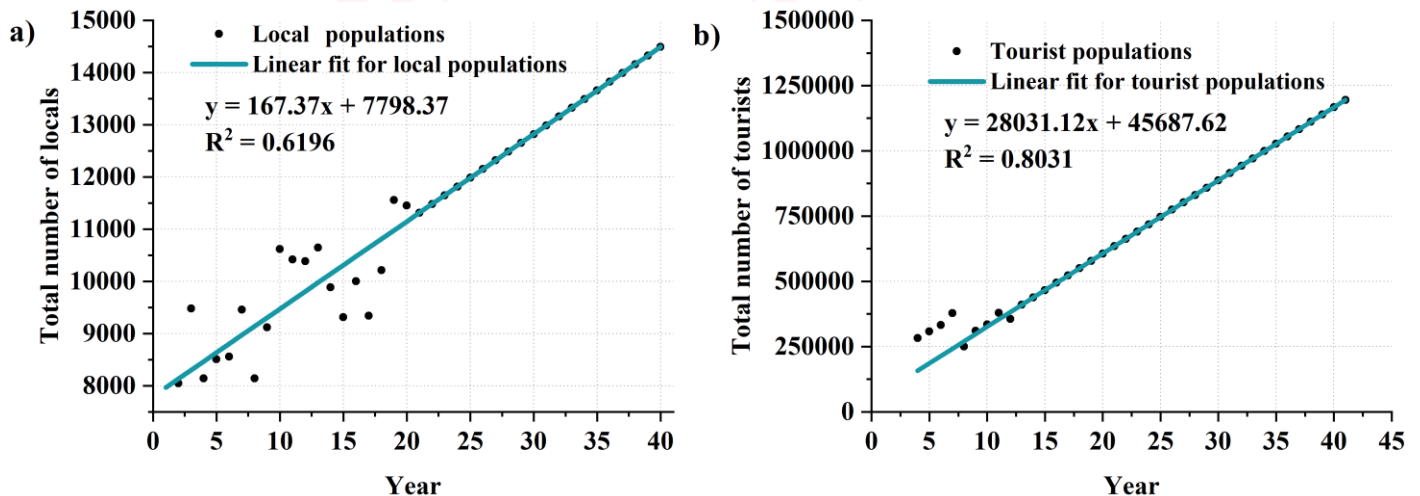 a)
Total number of locals
15000
14000
13000
12000
11000
10000
9000
8000
Local populations
Linear fit for local populations
y = 167.37x + 7798.37
R² = 0.6196
0 5 10 15 20 25 30 35 40
Year
b)
Total number of tourists
1500000
1250000
1000000
750000
500000
250000
0
Tourist populations
Linear fit for tourist populations
y = 28031.12x + 45687.62
R² = 0.8031
0 5 10 15 20 25 30 35 40 45
Year